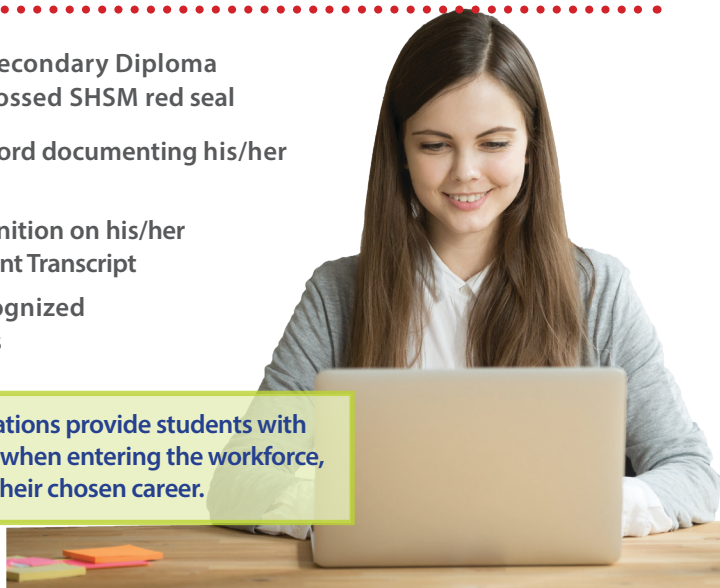 econdary Diploma
ossed SHSM red seal
ord documenting his/her
nition on his/her
nt Transcript
ognized
ations provide students with
when entering the workforce,
heir chosen career.